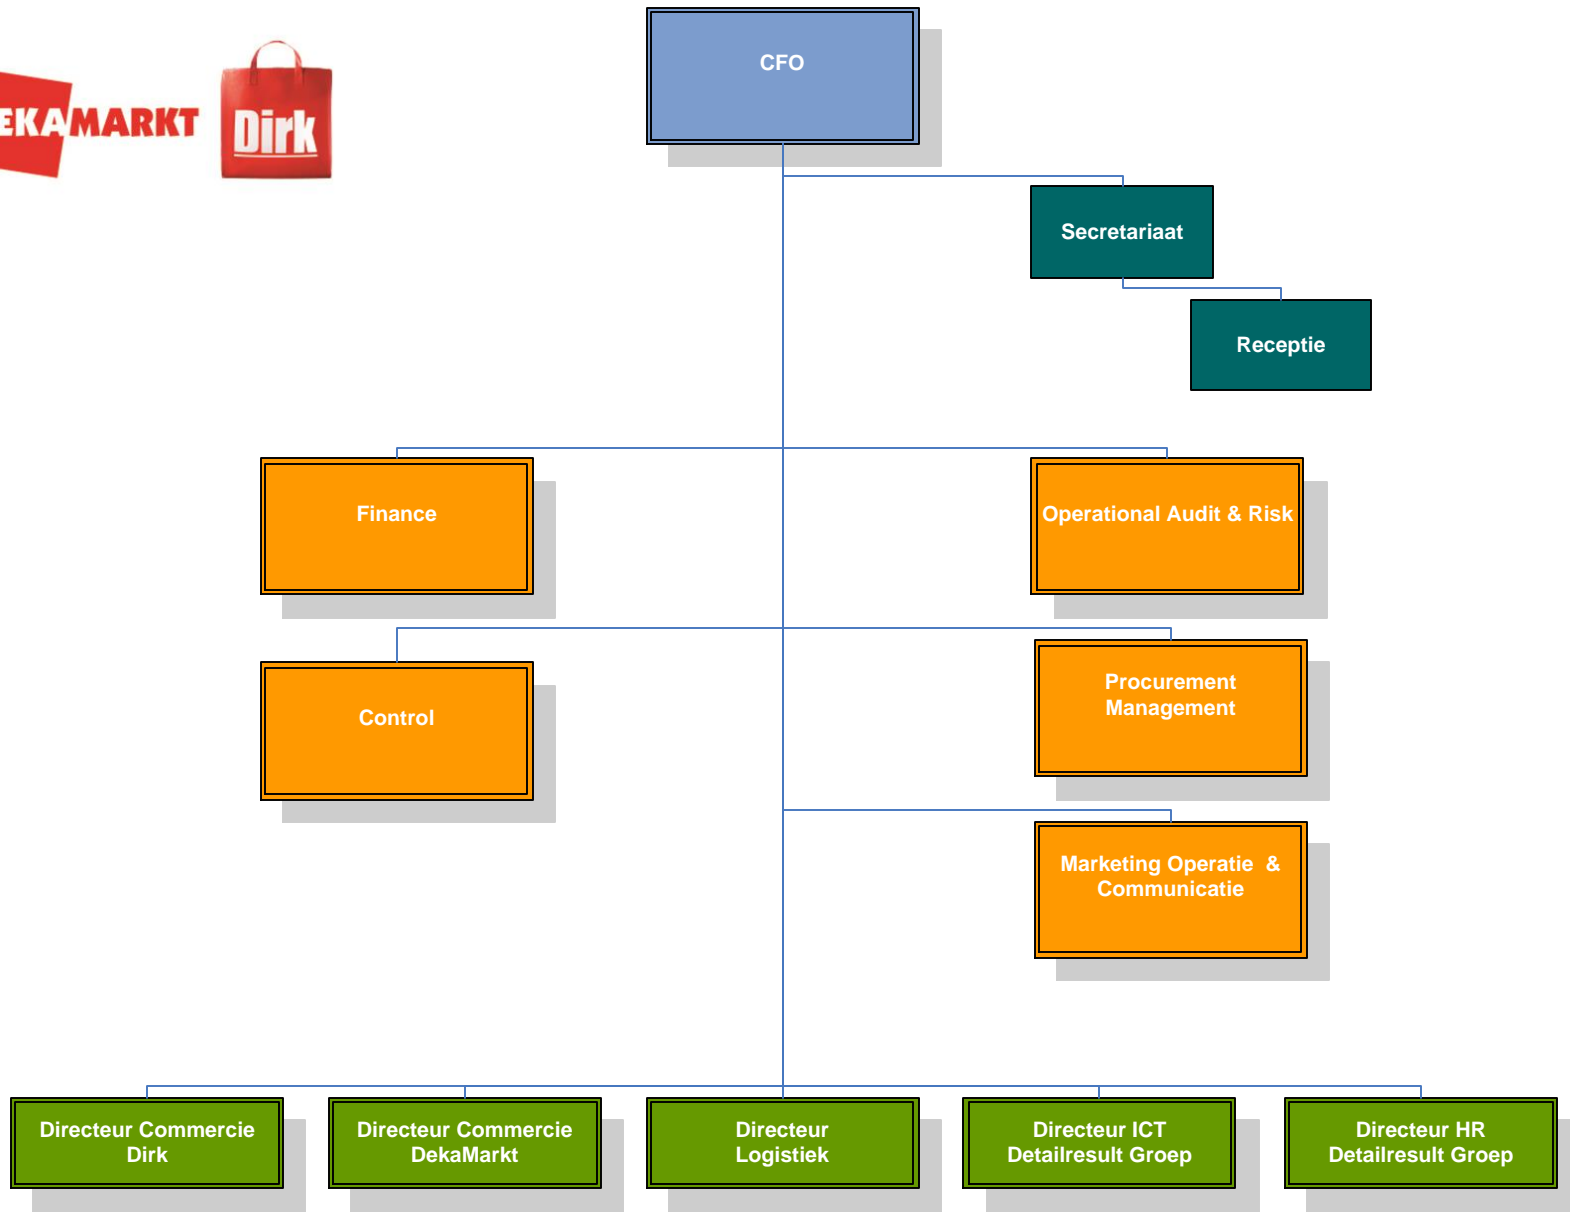 CFO
EKAMARKT
Dirk
Secretariaat
Receptie
Finance
Operational Audit & Risk
Control
Procurement
Management
Marketing Operatie &
Communicatie
Directeur Commercie
Dirk
Directeur Commercie
DekaMarkt
Directeur
Logistiek
Directeur ICT
Detailresult Groep
Directeur HR
Detailresult Groep